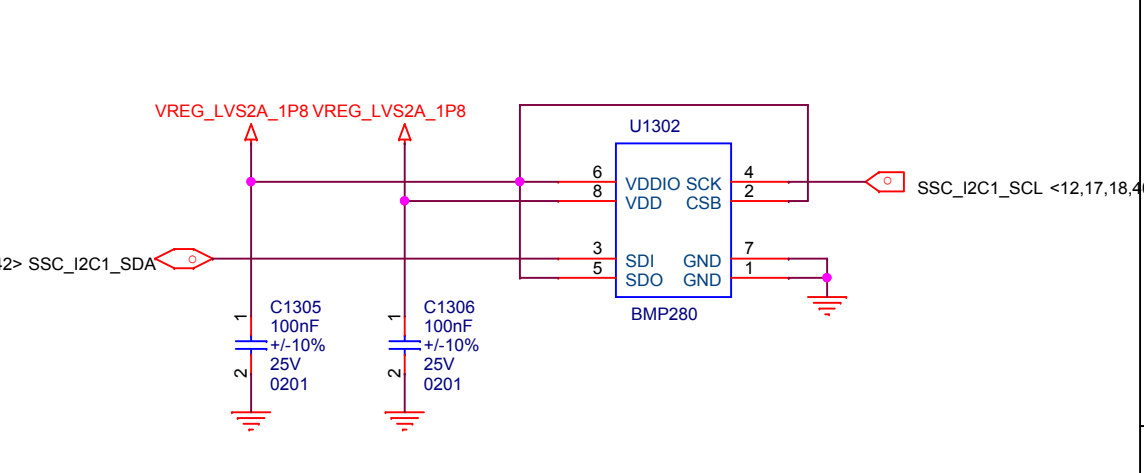 VREG_LVS2A_1P8 VREG_LVS2A_1P8
U1302
6 VDDIO SCK 4
8 VDD CSB 2
SSC_I2C1_SCL <12,17,18,4
42> SSC_I2C1_SDA
3 SDI GND 7
5 SDO GND 1
BMP280
1 C1305
100nF
+/-10%
25V
2 0201
1 C1306
100nF
+/-10%
25V
2 0201